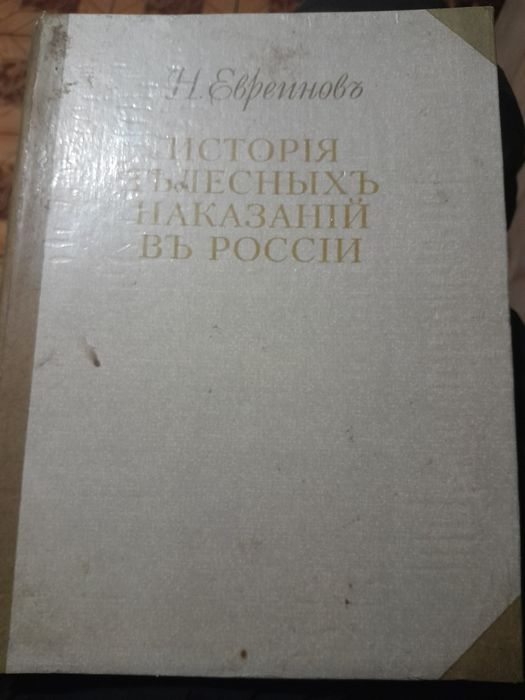 Н. Евреиновъ
ИСТОРІЯ
ТѢЛЕСНЫХЪ
НАКАЗАНІЙ
ВЪ РОССІИ